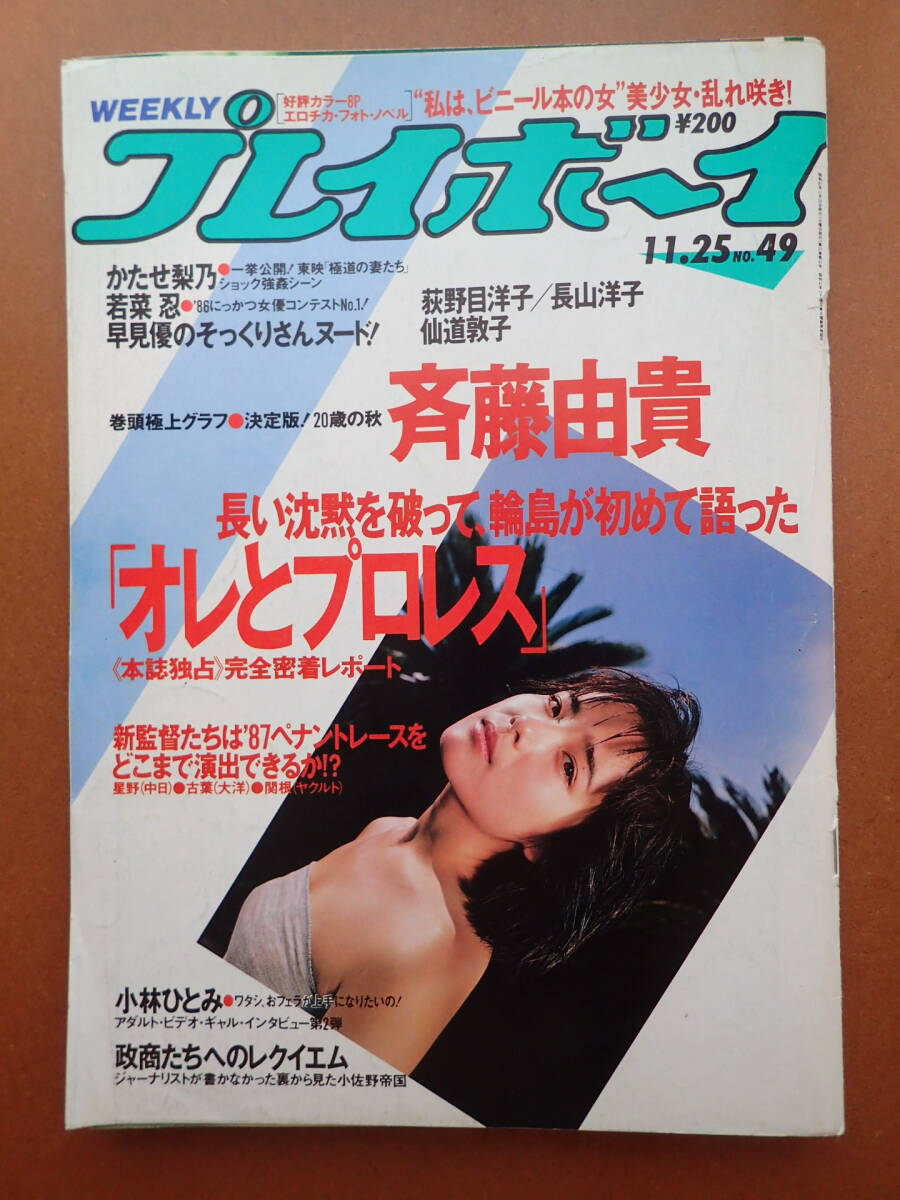 WEEKLY
[好評カラー8P
エロチカ・フォト・ノベル]
“私は、ビニール本の女”美少女・乱れ咲き!
プレイボーイ
¥200
11.25 NO.49
かたせ梨乃●一挙公開!東映「極道の妻たち」
ショック強姦シーン
若菜 忍●'86にっかつ女優コンテストNo.1!
早見優のそっくりさんヌード!
荻野目洋子/長山洋子
仙道敦子
巻頭極上グラフ●決定版!20歳の秋
斉藤由貴
長い沈黙を破って、輪島が初めて語った
「オレとプロレス」
《本誌独占》完全密着レポート
新監督たちは'87ペナントレースを
どこまで演出できるか!?
星野(中日)●古葉(大洋)●関根(ヤクルト)
小林ひとみ●ワタシ、おフェラが上手になりたいの!
アダルト・ビデオ・ギャル・インタビュー第2弾
政商たちへのレクイエム
ジャーナリストが書かなかった裏から見た小佐野帝国